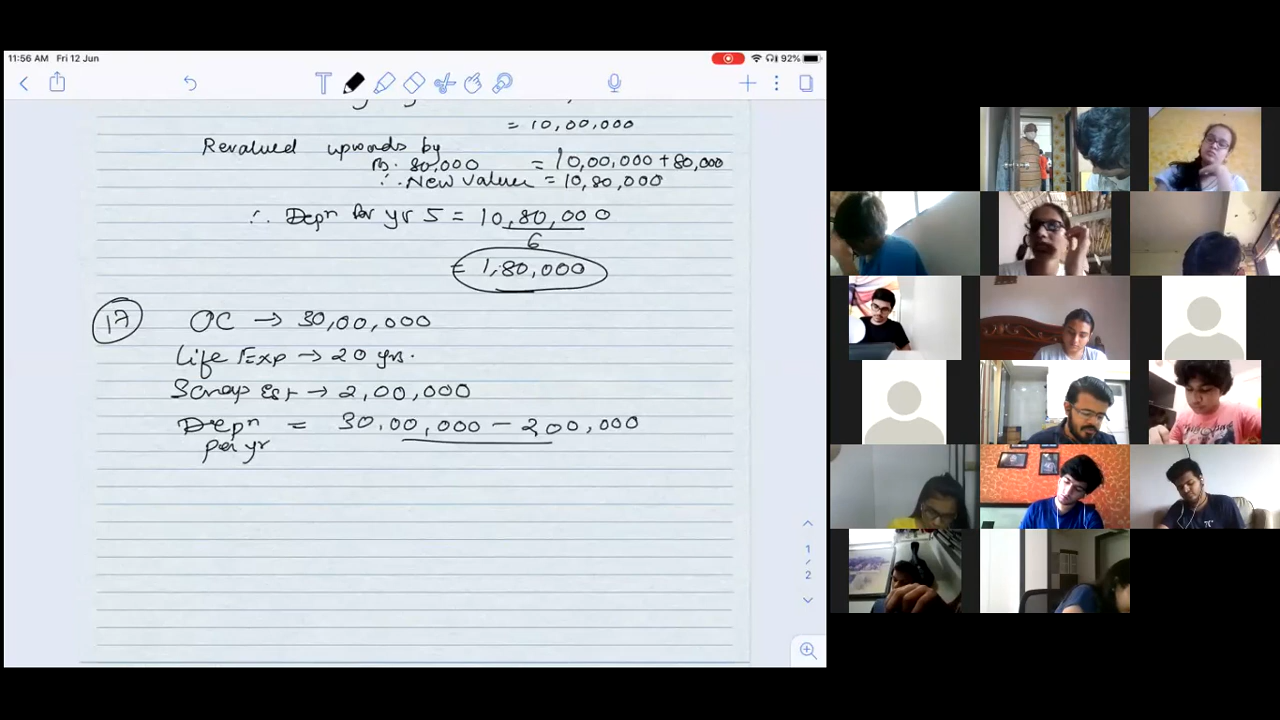 11:56 AM Fri 12 Jun
92%
= 10,00,000
Revalued upwards by
Rs. 80,000 = 10,00,000 + 80,000
∴ New value = 10,80,000
∴ Depn for yr 5 = 10,80,000
6
= 1,80,000
17 OC → 30,00,000
Life Exp → 20 yrs.
Scrap Est → 2,00,000
Depn = 30,00,000 - 200,000
per yr
1
/
2